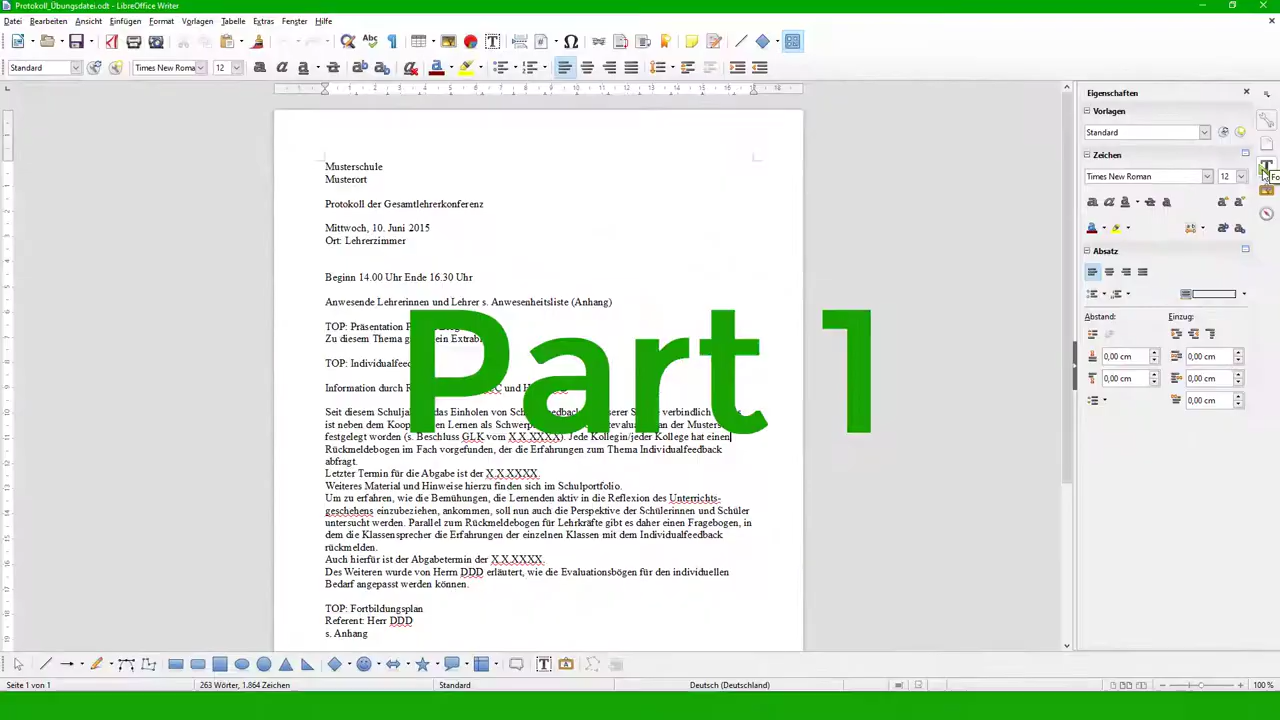 Protokoll_Übungsdatei.odt - LibreOffice Writer
Datei Bearbeiten Ansicht Einfügen Format Vorlagen Tabelle Extras Fenster Hilfe
Standard Times New Roma 12
Eigenschaften
Vorlagen
Standard
Zeichen
Times New Roman 12
Absatz
Abstand: Einzug:
0,00 cm 0,00 cm
0,00 cm 0,00 cm
0,00 cm
Musterschule
Musterort
Protokoll der Gesamtlehrerkonferenz
Mittwoch, 10. Juni 2015
Ort: Lehrerzimmer
Beginn 14.00 Uhr Ende 16.30 Uhr
Anwesende Lehrerinnen und Lehrer s. Anwesenheitsliste (Anhang)
TOP: Präsentation
Zu diesem Thema
TOP: Individualfeed
Information durch
Seit diesem Schuljah das Einholen von
ist neben dem
festgelegt worden (s. Beschluss GLK vom X.X.XXXX). Jede Kollegin/jeder Kollege hat einen
Rückmeldebogen im Fach vorgefunden, der die Erfahrungen zum Thema Individualfeedback
abfragt.
Letzter Termin für die Abgabe ist der X.X.XXXX.
Weiteres Material und Hinweise hierzu finden sich im Schulportfolio.
Um zu erfahren, wie die Bemühungen, die Lernenden aktiv in die Reflexion des Unterrichts-
geschehens einzubeziehen, ankommen, soll nun auch die Perspektive der Schülerinnen und Schüler
untersucht werden. Parallel zum Rückmeldebogen für Lehrkräfte gibt es daher einen Fragebogen, in
dem die Klassensprecher die Erfahrungen der einzelnen Klassen mit dem Individualfeedback
rückmelden.
Auch hierfür ist der Abgabetermin der X.X.XXXX.
Des Weiteren wurde von Herrn DDD erläutert, wie die Evaluationsbögen für den individuellen
Bedarf angepasst werden können.
TOP: Fortbildungsplan
Referent: Herr DDD
s. Anhang
Part 1
Seite 1 von 1 263 Wörter, 1.864 Zeichen Standard Deutsch (Deutschland) 100 %